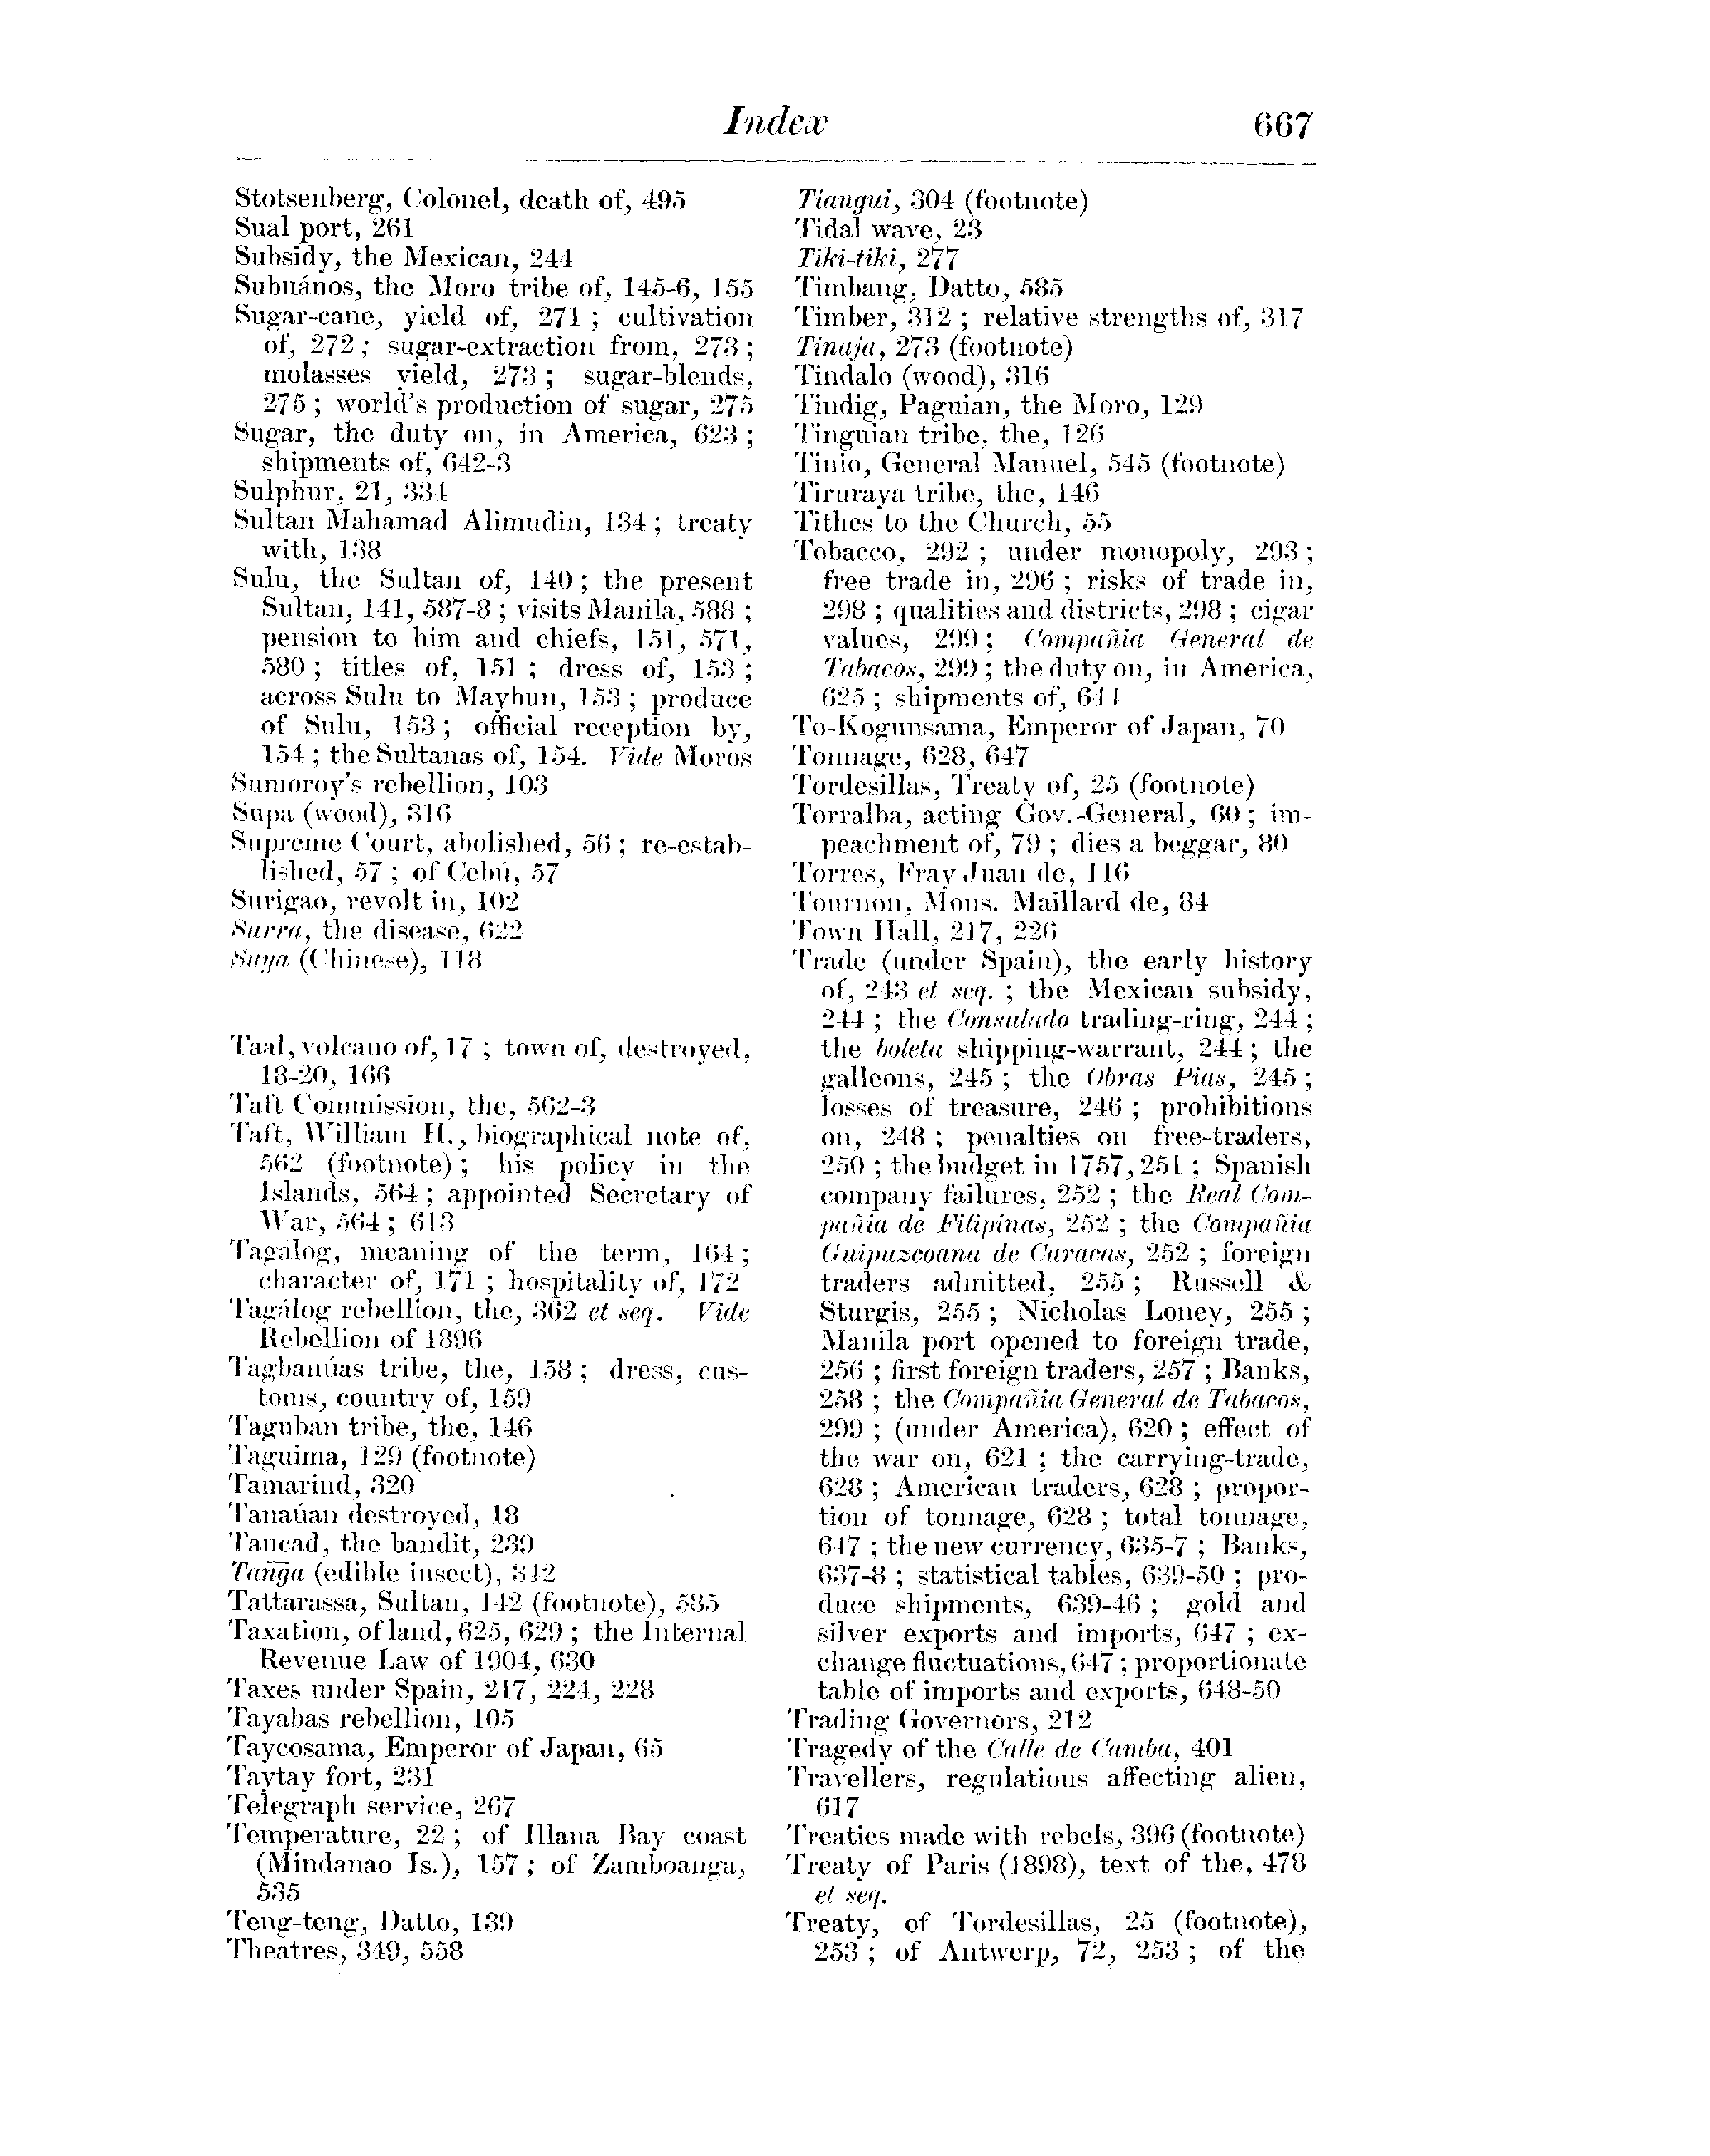 Index
667
Stotsenberg, Colonel, death of, 495
Sual port, 261
Subsidy, the Mexican, 244
Subuános, the Moro tribe of, 145-6, 155
Sugar-cane, yield of, 271 ; cultivation
of, 272 ; sugar-extraction from, 273 ;
molasses yield, 273 ; sugar-blends,
275 ; world's production of sugar, 275
Sugar, the duty on, in America, 623 ;
shipments of, 642-3
Sulphur, 21, 334
Sultan Mahamad Alimudin, 134 ; treaty
with, 138
Sulu, the Sultan of, 140 ; the present
Sultan, 141, 587-8 ; visits Manila, 588 ;
pension to him and chiefs, 151, 571,
580 ; titles of, 151 ; dress of, 153 ;
across Sulu to Maybun, 153 ; produce
of Sulu, 153 ; official reception by,
154 ; the Sultanas of, 154. Vide Moros
Sumoroy's rebellion, 103
Supa (wood), 316
Supreme Court, abolished, 56 ; re-estab-
lished, 57 ; of Cebú, 57
Surigao, revolt in, 102
Surra, the disease, 622
Suya (Chinese), 118
Taal, volcano of, 17 ; town of, destroyed,
18-20, 166
Taft Commission, the, 562-3
Taft, William H., biographical note of,
562 (footnote) ; his policy in the
Islands, 564 ; appointed Secretary of
War, 564 ; 613
Tagálog, meaning of the term, 164 ;
character of, 171 ; hospitality of, 172
Tagálog rebellion, the, 362 et seq. Vide
Rebellion of 1896
Tagbanúas tribe, the, 158 ; dress, cus-
toms, country of, 159
Taguban tribe, the, 146
Taguima, 129 (footnote)
Tamarind, 320
Tanaúan destroyed, 18
Tancad, the bandit, 239
Tanga (edible insect), 342
Tattarassa, Sultan, 142 (footnote), 585
Taxation, of land, 625, 629 ; the Internal
Revenue Law of 1904, 630
Taxes under Spain, 217, 224, 228
Tayabas rebellion, 105
Taycosama, Emperor of Japan, 65
Taytay fort, 231
Telegraph service, 267
Temperature, 22 ; of Illana Bay coast
(Mindanao Is.), 157 ; of Zamboanga,
535
Teng-teng, Datto, 139
Theatres, 349, 558
Tiangui, 304 (footnote)
Tidal wave, 23
Tiki-tiki, 277
Timbang, Datto, 585
Timber, 312 ; relative strengths of, 317
Tinaja, 273 (footnote)
Tindalo (wood), 316
Tindig, Paguian, the Moro, 129
Tinguian tribe, the, 126
Tinio, General Manuel, 545 (footnote)
Tiruraya tribe, the, 146
Tithes to the Church, 55
Tobacco, 292 ; under monopoly, 293 ;
free trade in, 296 ; risks of trade in,
298 ; qualities and districts, 298 ; cigar
values, 299 ; Compañia General de
Tabacos, 299 ; the duty on, in America,
625 ; shipments of, 644
To-Kogunsama, Emperor of Japan, 70
Tonnage, 628, 647
Tordesillas, Treaty of, 25 (footnote)
Torralba, acting Gov.-General, 60 ; im-
peachment of, 79 ; dies a beggar, 80
Torres, Fray Juan de, 116
Tournon, Mons. Maillard de, 84
Town Hall, 217, 226
Trade (under Spain), the early history
of, 243 et seq. ; the Mexican subsidy,
244 ; the Consulado trading-ring, 244 ;
the boleta shipping-warrant, 244 ; the
galleons, 245 ; the Obras Pias, 245 ;
losses of treasure, 246 ; prohibitions
on, 248 ; penalties on free-traders,
250 ; the budget in 1757, 251 ; Spanish
company failures, 252 ; the Real Com-
pañia de Filipinas, 252 ; the Compañia
Guipuzcoana de Caracas, 252 ; foreign
traders admitted, 255 ; Russell &
Sturgis, 255 ; Nicholas Loney, 255 ;
Manila port opened to foreign trade,
256 ; first foreign traders, 257 ; Banks,
258 ; the Compañia General de Tabacos,
299 ; (under America), 620 ; effect of
the war on, 621 ; the carrying-trade,
628 ; American traders, 628 ; propor-
tion of tonnage, 628 ; total tonnage,
647 ; the new currency, 635-7 ; Banks,
637-8 ; statistical tables, 639-50 ; pro-
duce shipments, 639-46 ; gold and
silver exports and imports, 647 ; ex-
change fluctuations, 647 ; proportionate
table of imports and exports, 648-50
Trading Governors, 212
Tragedy of the Calle de Camba, 401
Travellers, regulations affecting alien,
617
Treaties made with rebels, 396 (footnote)
Treaty of Paris (1898), text of the, 478
et seq.
Treaty, of Tordesillas, 25 (footnote),
253 ; of Antwerp, 72, 253 ; of the